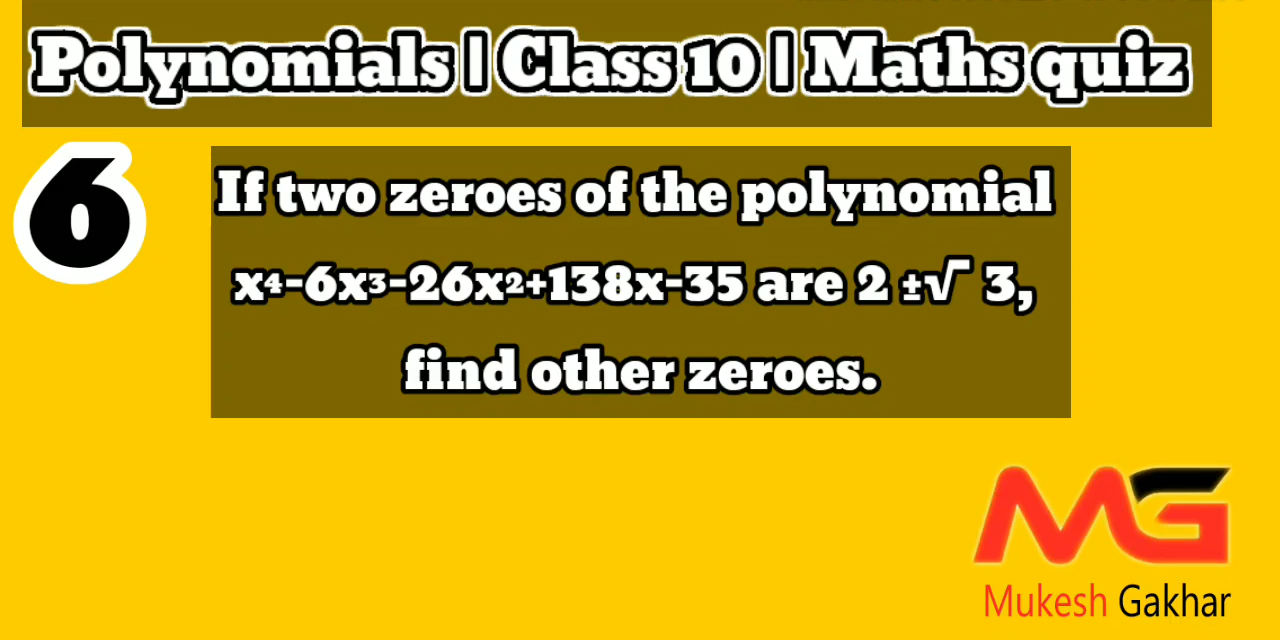 Polynomials | Class 10 | Maths quiz
6
If two zeroes of the polynomial
x⁴-6x³-26x²+138x-35 are 2 ±√‾ 3,
find other zeroes.
MG
Mukesh Gakhar